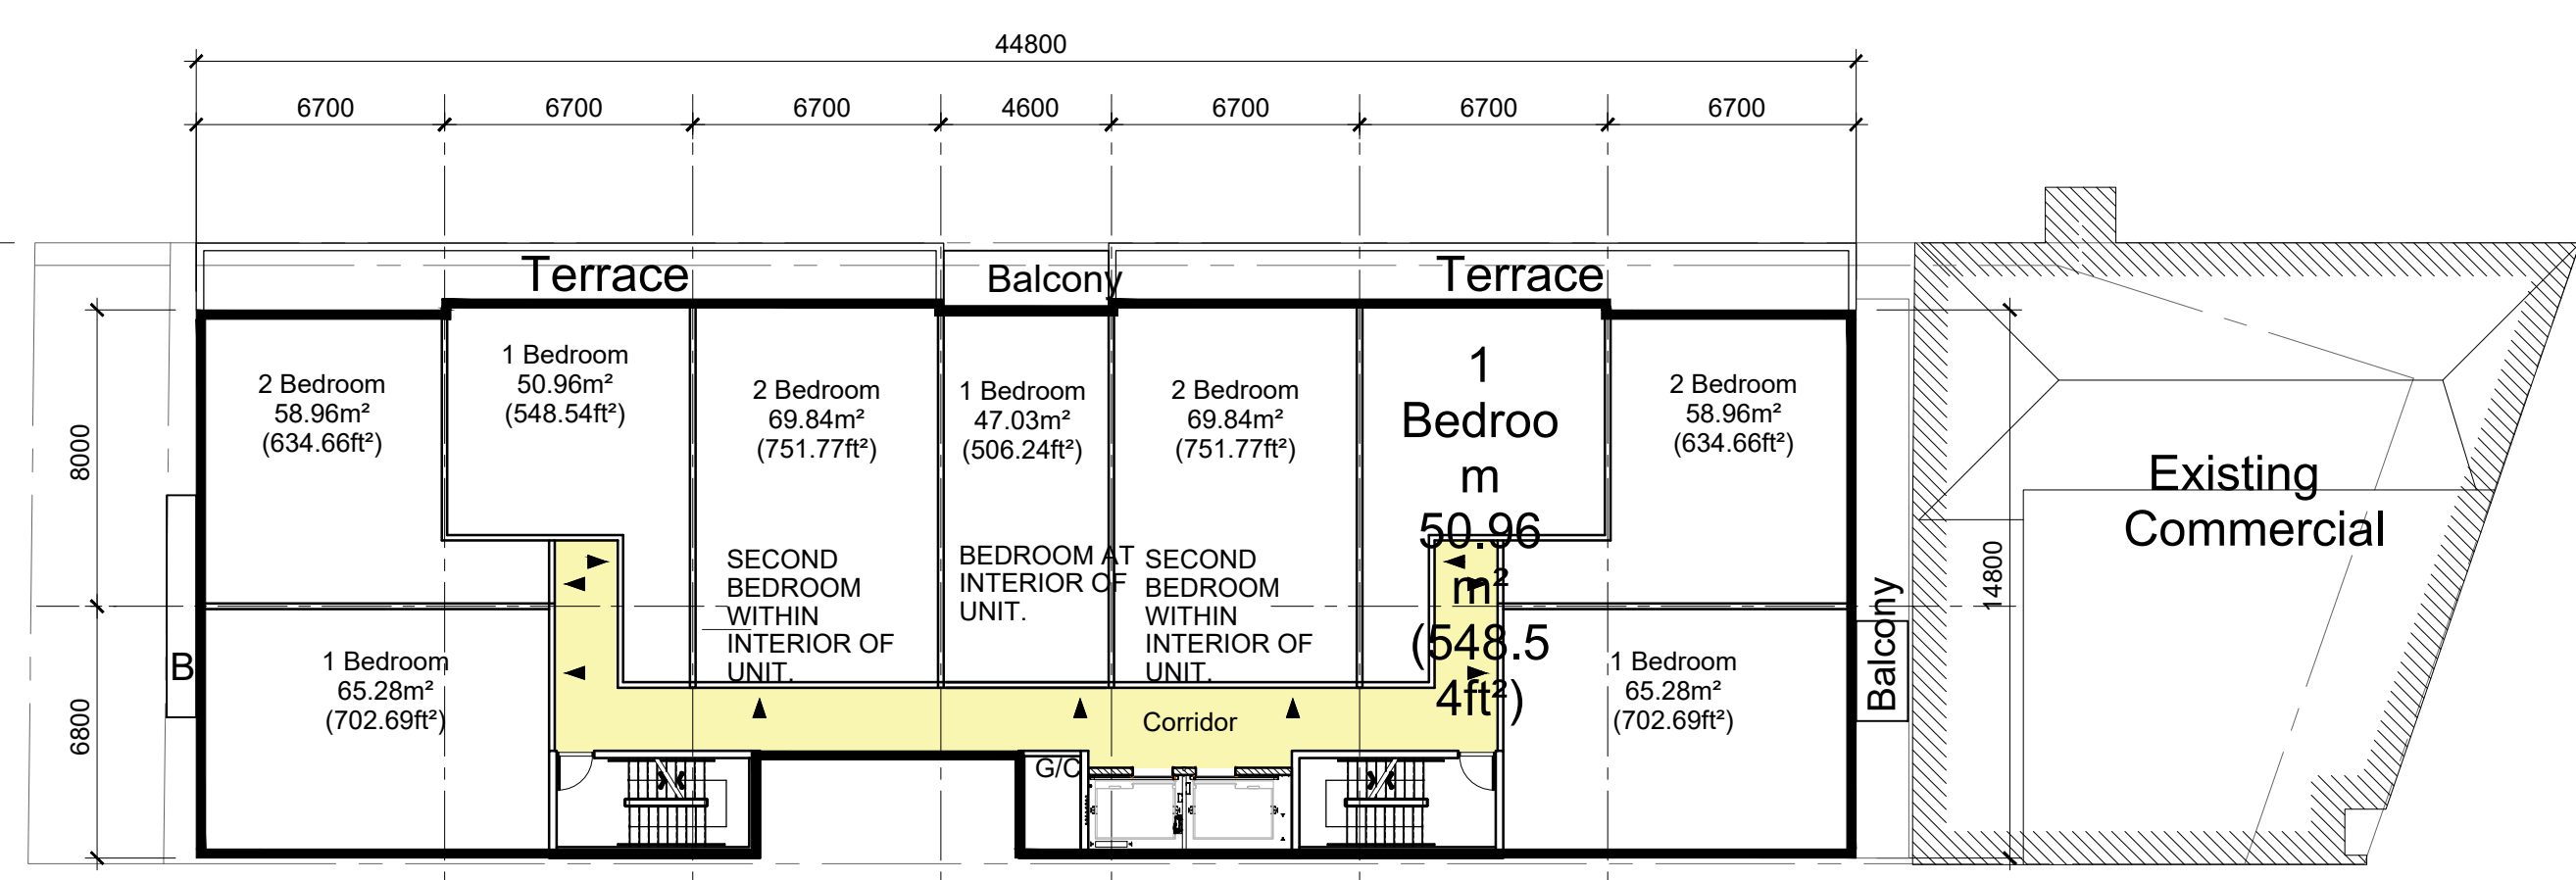 44800
6700
6700
6700
4600
6700
6700
6700
Terrace
Balcony
Terrace
8000
6800
2 Bedroom
58.96m²
(634.66ft²)
1 Bedroom
50.96m²
(548.54ft²)
2 Bedroom
69.84m²
(751.77ft²)
1 Bedroom
47.03m²
(506.24ft²)
2 Bedroom
69.84m²
(751.77ft²)
1
Bedroo
m
50.96
m²
(548.5
4ft²)
2 Bedroom
58.96m²
(634.66ft²)
SECOND
BEDROOM
WITHIN
INTERIOR OF
UNIT.
BEDROOM AT
INTERIOR OF
UNIT.
SECOND
BEDROOM
WITHIN
INTERIOR OF
UNIT.
B
1 Bedroom
65.28m²
(702.69ft²)
Corridor
G/C
1 Bedroom
65.28m²
(702.69ft²)
Balcony
14800
Existing
Commercial